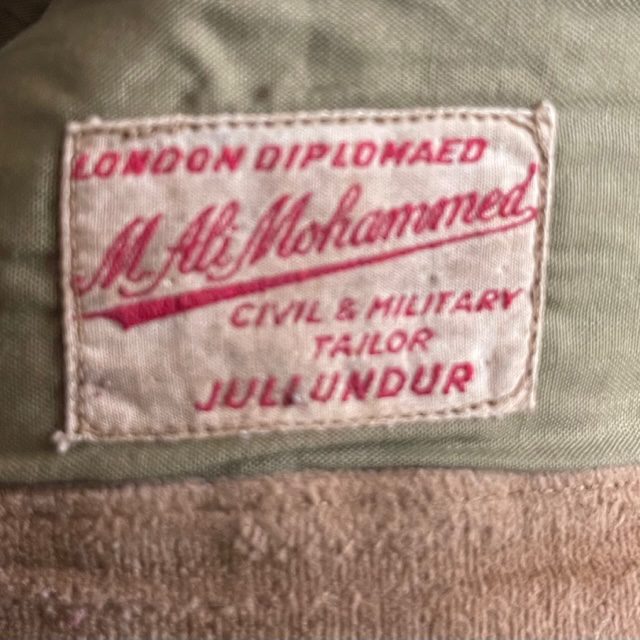 LONDON DIPLOMAED
M. Ali Mohammed
CIVIL & MILITARY
TAILOR
JULLUNDUR